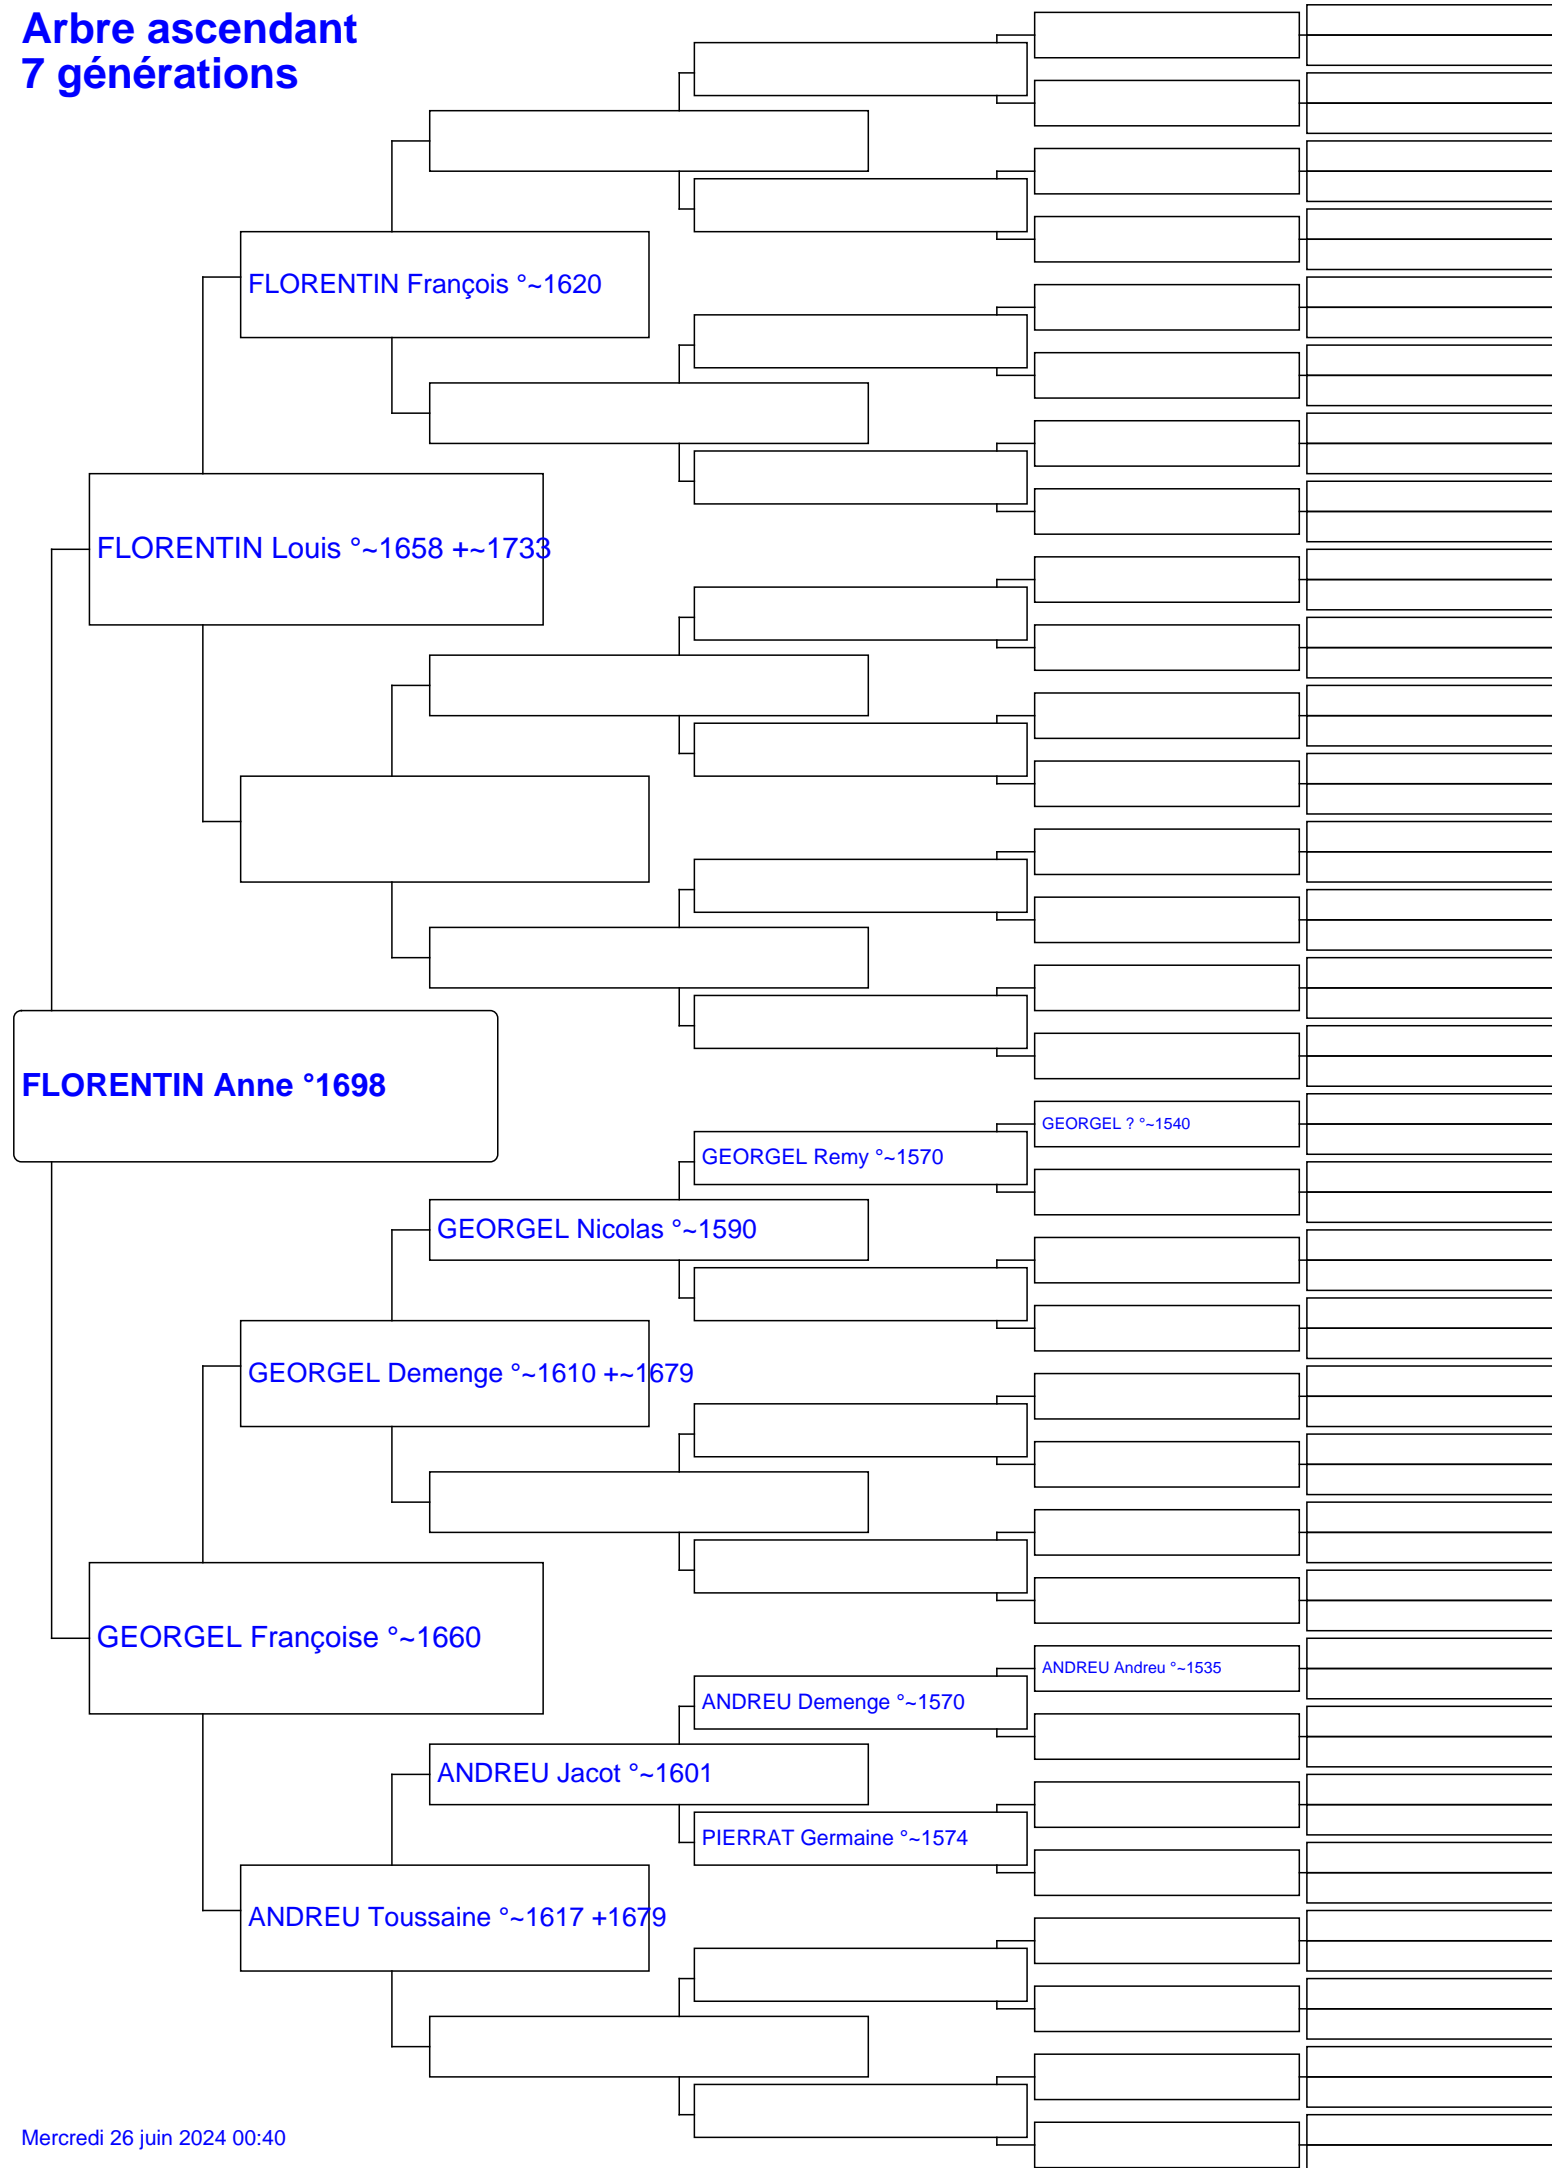 Arbre ascendant
7 générations
FLORENTIN François °~1620
FLORENTIN Louis °~1658 +~1733
FLORENTIN Anne °1698
GEORGEL ? °~1540
GEORGEL Remy °~1570
GEORGEL Nicolas °~1590
GEORGEL Demenge °~1610 +~1679
GEORGEL Françoise °~1660
ANDREU Andreu °~1535
ANDREU Demenge °~1570
ANDREU Jacot °~1601
PIERRAT Germaine °~1574
ANDREU Toussaine °~1617 +1679
Mercredi 26 juin 2024 00:40